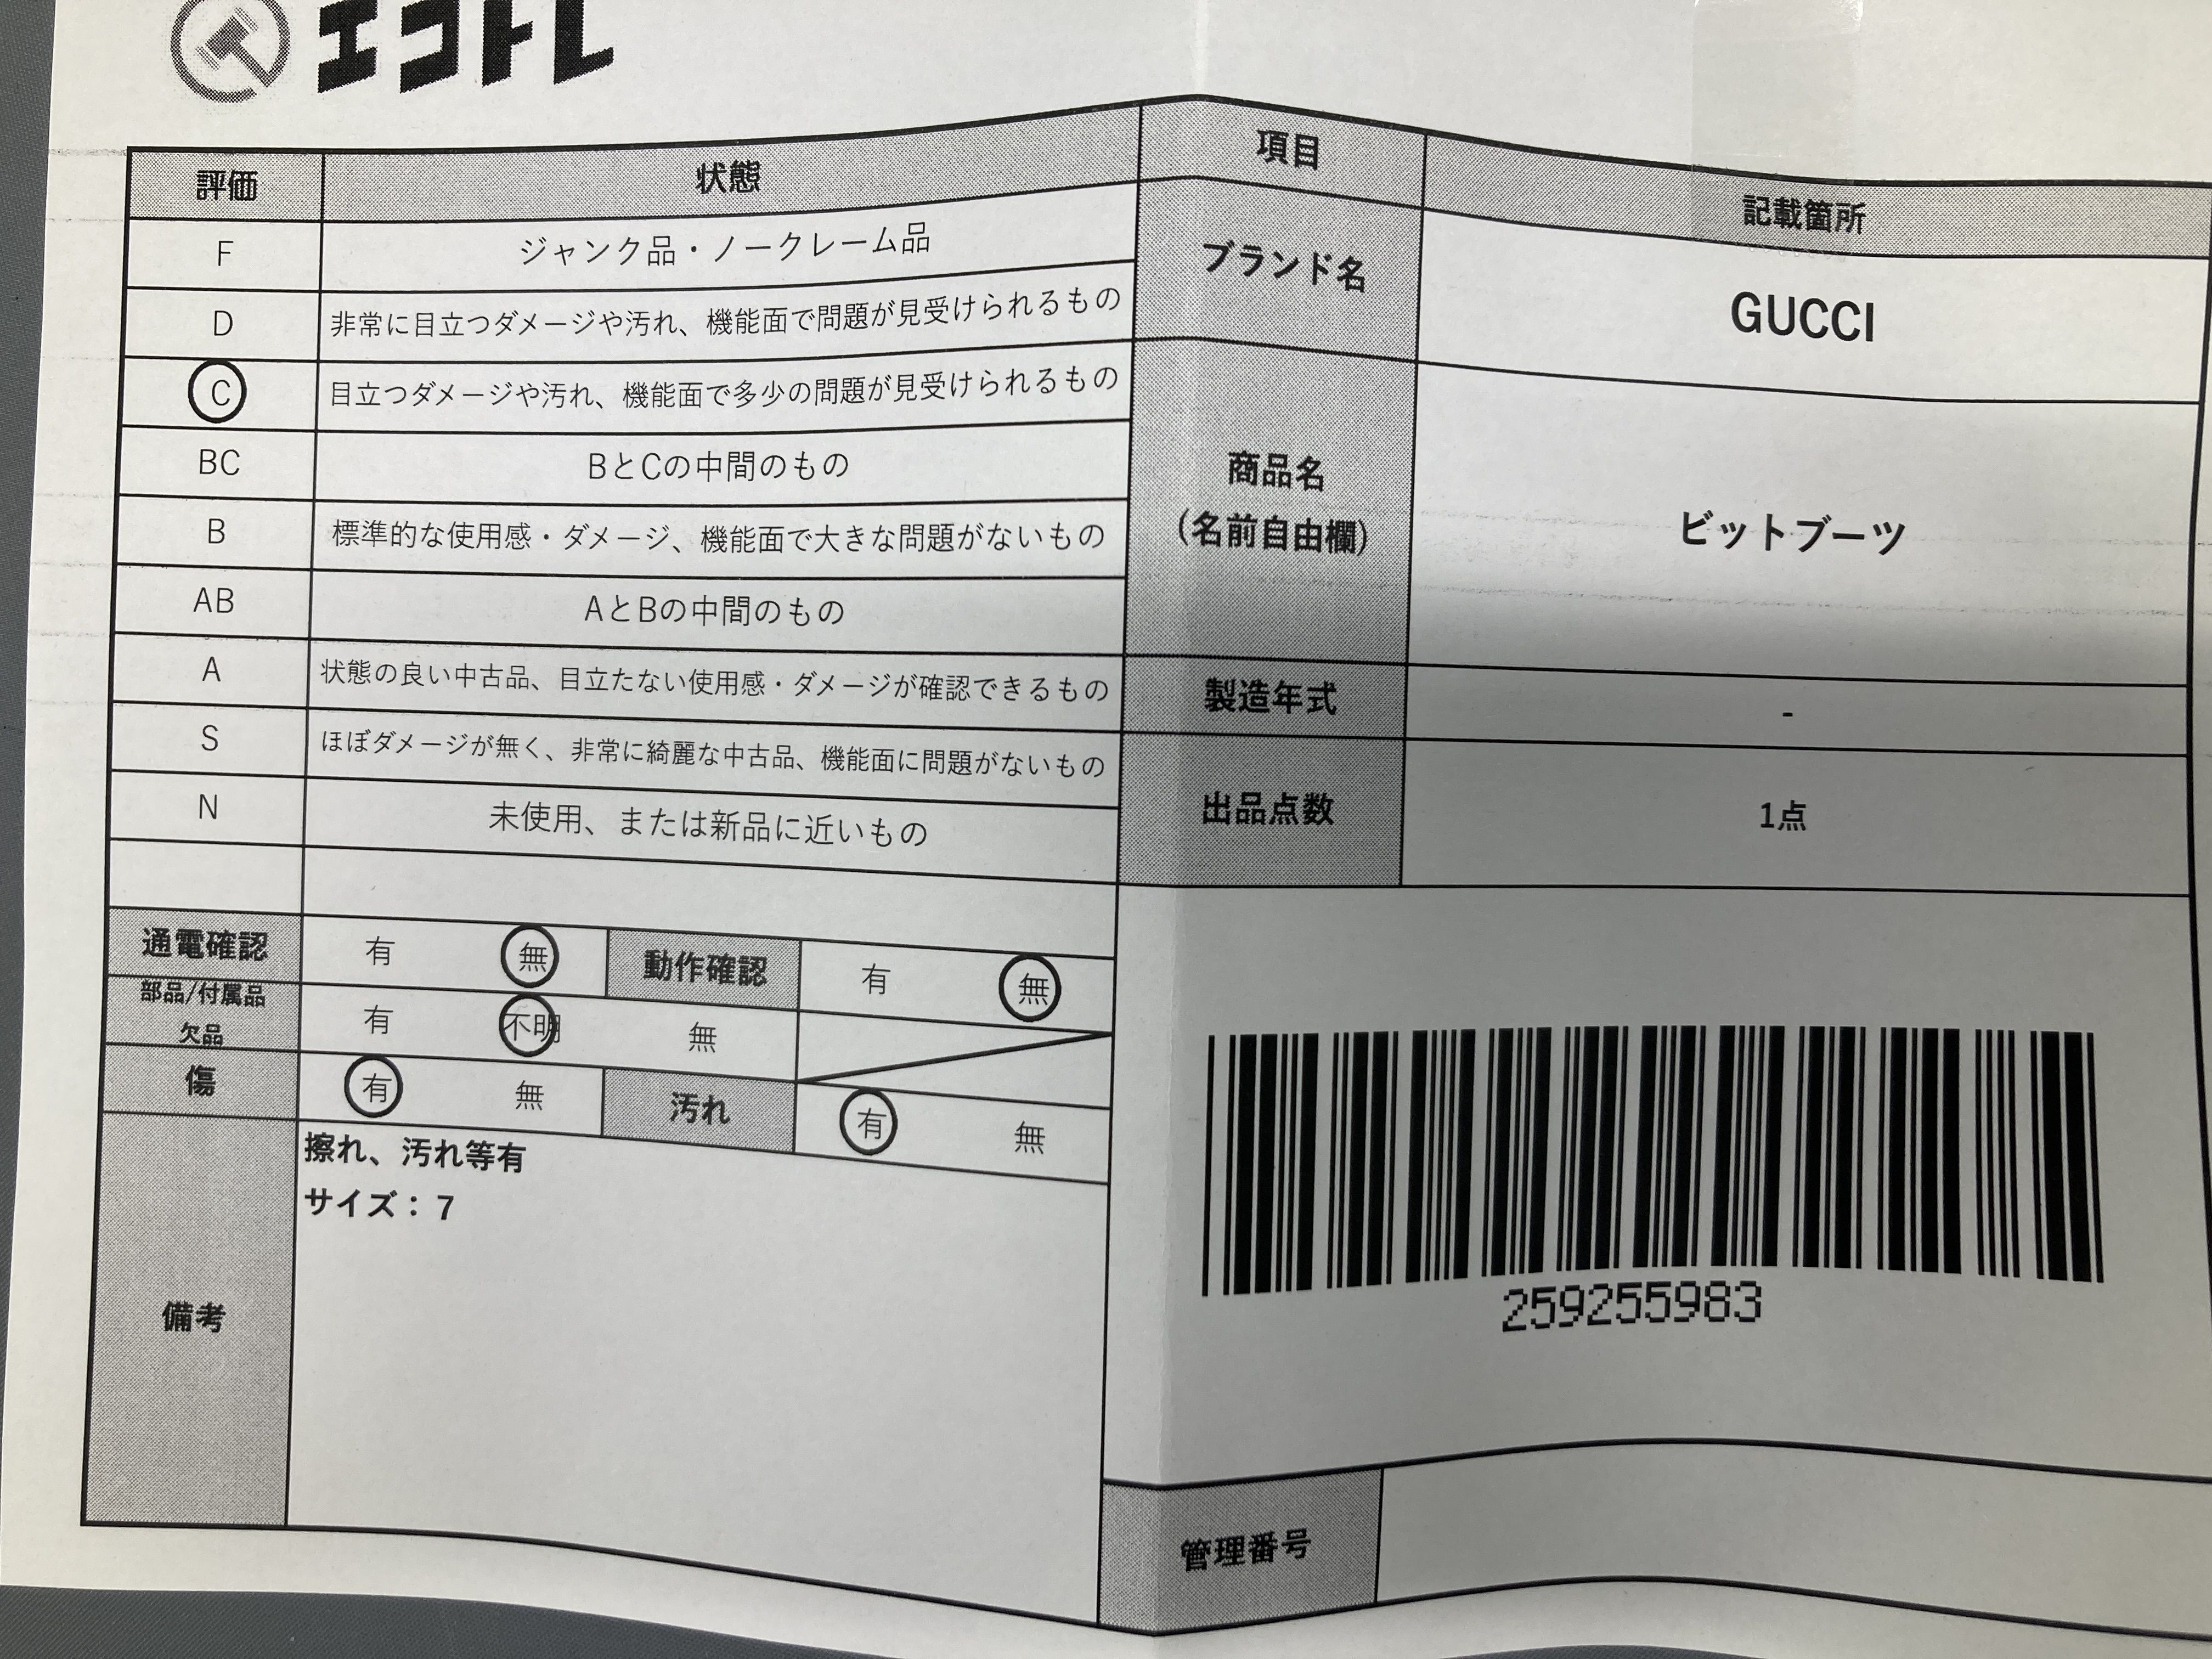 エコトレ
評価 状態
F ジャンク品・ノークレーム品
D 非常に目立つダメージや汚れ、機能面で問題が見受けられるもの
C 目立つダメージや汚れ、機能面で多少の問題が見受けられるもの
BC BとCの中間のもの
B 標準的な使用感・ダメージ、機能面で大きな問題がないもの
AB AとBの中間のもの
A 状態の良い中古品、目立たない使用感・ダメージが確認できるもの
S ほぼダメージが無く、非常に綺麗な中古品、機能面に問題がないもの
N 未使用、または新品に近いもの
通電確認 有 無 動作確認 有 無
部品/付属品
欠品 有 不明 無
傷 有 無 汚れ 有 無
備考
擦れ、汚れ等有
サイズ：7
項目 記載箇所
ブランド名 GUCCI
商品名
(名前自由欄) ビットブーツ
製造年式 -
出品点数 1点
259255983
管理番号